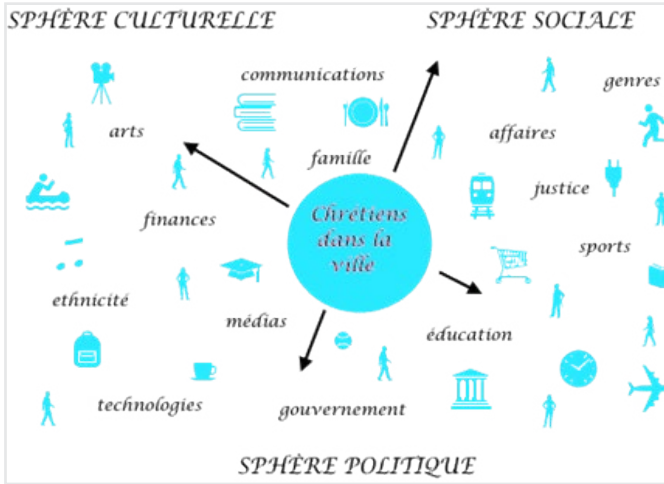 SPHÈRE CULTURELLE
SPHÈRE SOCIALE
communications
genres
arts
affaires
famille
justice
finances
Chrétiens
dans la
ville
sports
ethnicité
médias
éducation
technologies
gouvernement
SPHÈRE POLITIQUE